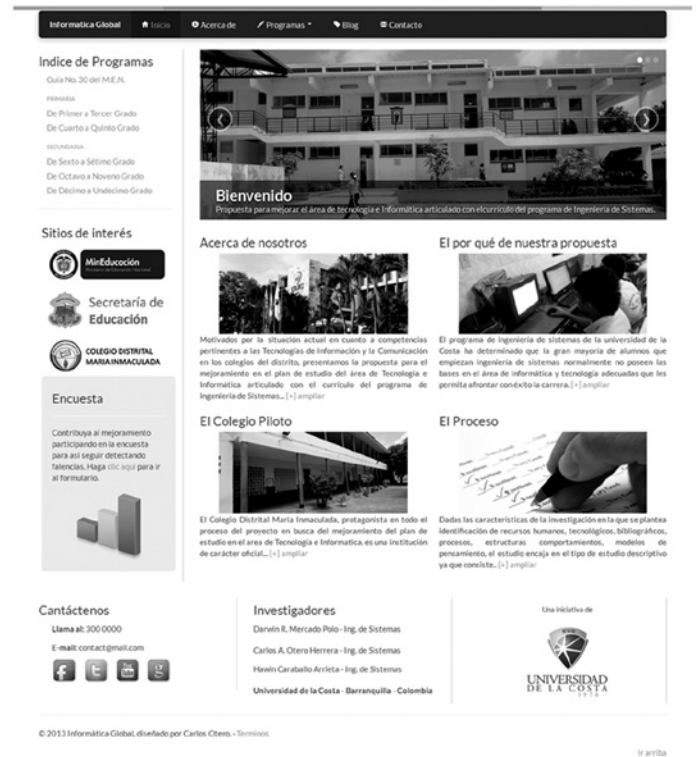 Informatica Global
Inicio
Acerca de
Programas
Blog
Contacto
Indice de Programas
Guía No. 30 del M.E.N.
PRIMARIA
De Primer a Tercer Grado
De Cuarto a Quinto Grado
SECUNDARIA
De Sexto a Sétimo Grado
De Octavo a Noveno Grado
De Décimo a Undécimo Grado
Sitios de interés
MinEducación
Ministerio de Educación Nacional
Secretaría de
Educación
COLEGIO DISTRITAL
MARIA INMACULADA
Encuesta
Contribuya al mejoramiento
participando en la encuesta
para asi seguir detectando
falencias. Haga clic aquí para ir
al formulario.
Bienvenido
Propuesta para mejorar el área de tecnología e Informática articulado con el currículo del programa de Ingeniería de Sistemas.
Acerca de nosotros
Motivados por la situación actual en cuanto a competencias
pertinentes a las Tecnologías de Información y la Comunicación
en los colegios del distrito, presentamos la propuesta para el
mejoramiento en el plan de estudio del área de Tecnología e
Informática articulado con el currículo del programa de
Ingeniería de Sistemas... [+] ampliar
El por qué de nuestra propuesta
El programa de ingeniería de sistemas de la universidad de la
Costa ha determinado que la gran mayoría de alumnos que
empiezan ingeniería de sistemas normalmente no poseen las
bases en el área de informática y tecnología adecuadas que les
permita afrontar con éxito la carrera. [+] ampliar
El Colegio Piloto
El Colegio Distrital María Inmaculada, protagonista en todo el
proceso del proyecto en busca del mejoramiento del plan de
estudio en el area de Tecnología e Informatica, es una institución
de carácter oficial... [+] ampliar
El Proceso
Dadas las características de la investigación en la que se plantea
identificación de recursos humanos, tecnológicos, bibliográficos,
procesos, estructuras comportamientos, modelos de
pensamiento, el estudio encaja en el tipo de estudio descriptivo
ya que consiste.. [+] ampliar
Cantáctenos
Llama al: 300 0000
E-mail: contact@mail.com
Investigadores
Darwin R. Mercado Polo - Ing. de Sistemas
Carlos A. Otero Herrera - Ing. de Sistemas
Hawin Caraballo Arrieta - Ing. de Sistemas
Universidad de la Costa - Barranquilla - Colombia
Una iniciativa de
UNIVERSIDAD
DE LA COSTA
1970
© 2013 Informática Global, diseñado por Carlos Otero. - Terminos
Ir arriba